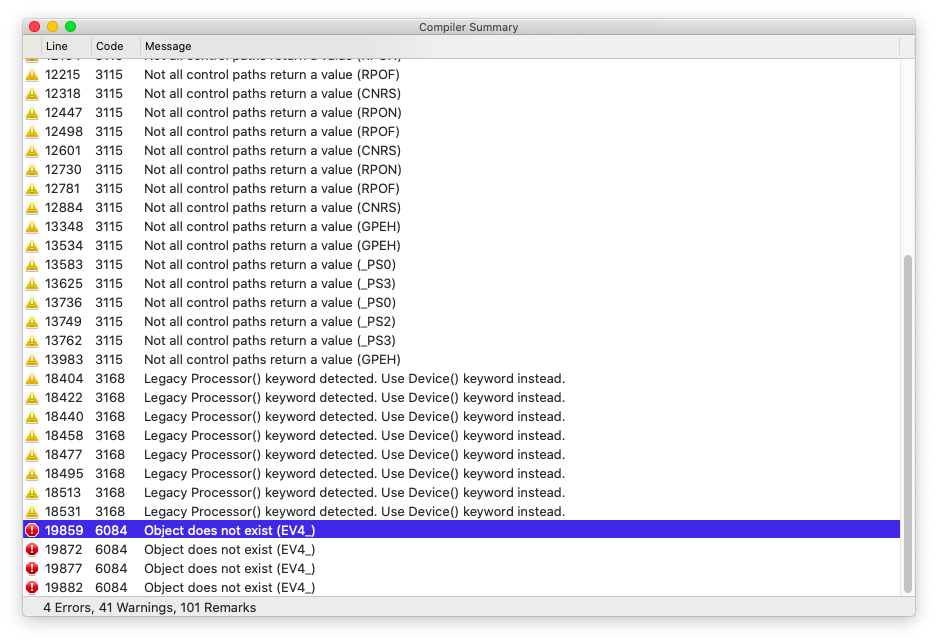 Compiler Summary
Line Code Message
12215 3115 Not all control paths return a value (RPOF)
12318 3115 Not all control paths return a value (CNRS)
12447 3115 Not all control paths return a value (RPON)
12498 3115 Not all control paths return a value (RPOF)
12601 3115 Not all control paths return a value (CNRS)
12730 3115 Not all control paths return a value (RPON)
12781 3115 Not all control paths return a value (RPOF)
12884 3115 Not all control paths return a value (CNRS)
13348 3115 Not all control paths return a value (GPEH)
13534 3115 Not all control paths return a value (GPEH)
13583 3115 Not all control paths return a value (_PS0)
13625 3115 Not all control paths return a value (_PS3)
13736 3115 Not all control paths return a value (_PS0)
13749 3115 Not all control paths return a value (_PS2)
13762 3115 Not all control paths return a value (_PS3)
13983 3115 Not all control paths return a value (GPEH)
18404 3168 Legacy Processor() keyword detected. Use Device() keyword instead.
18422 3168 Legacy Processor() keyword detected. Use Device() keyword instead.
18440 3168 Legacy Processor() keyword detected. Use Device() keyword instead.
18458 3168 Legacy Processor() keyword detected. Use Device() keyword instead.
18477 3168 Legacy Processor() keyword detected. Use Device() keyword instead.
18495 3168 Legacy Processor() keyword detected. Use Device() keyword instead.
18513 3168 Legacy Processor() keyword detected. Use Device() keyword instead.
18531 3168 Legacy Processor() keyword detected. Use Device() keyword instead.
19859 6084 Object does not exist (EV4_)
19872 6084 Object does not exist (EV4_)
19877 6084 Object does not exist (EV4_)
19882 6084 Object does not exist (EV4_)
4 Errors, 41 Warnings, 101 Remarks